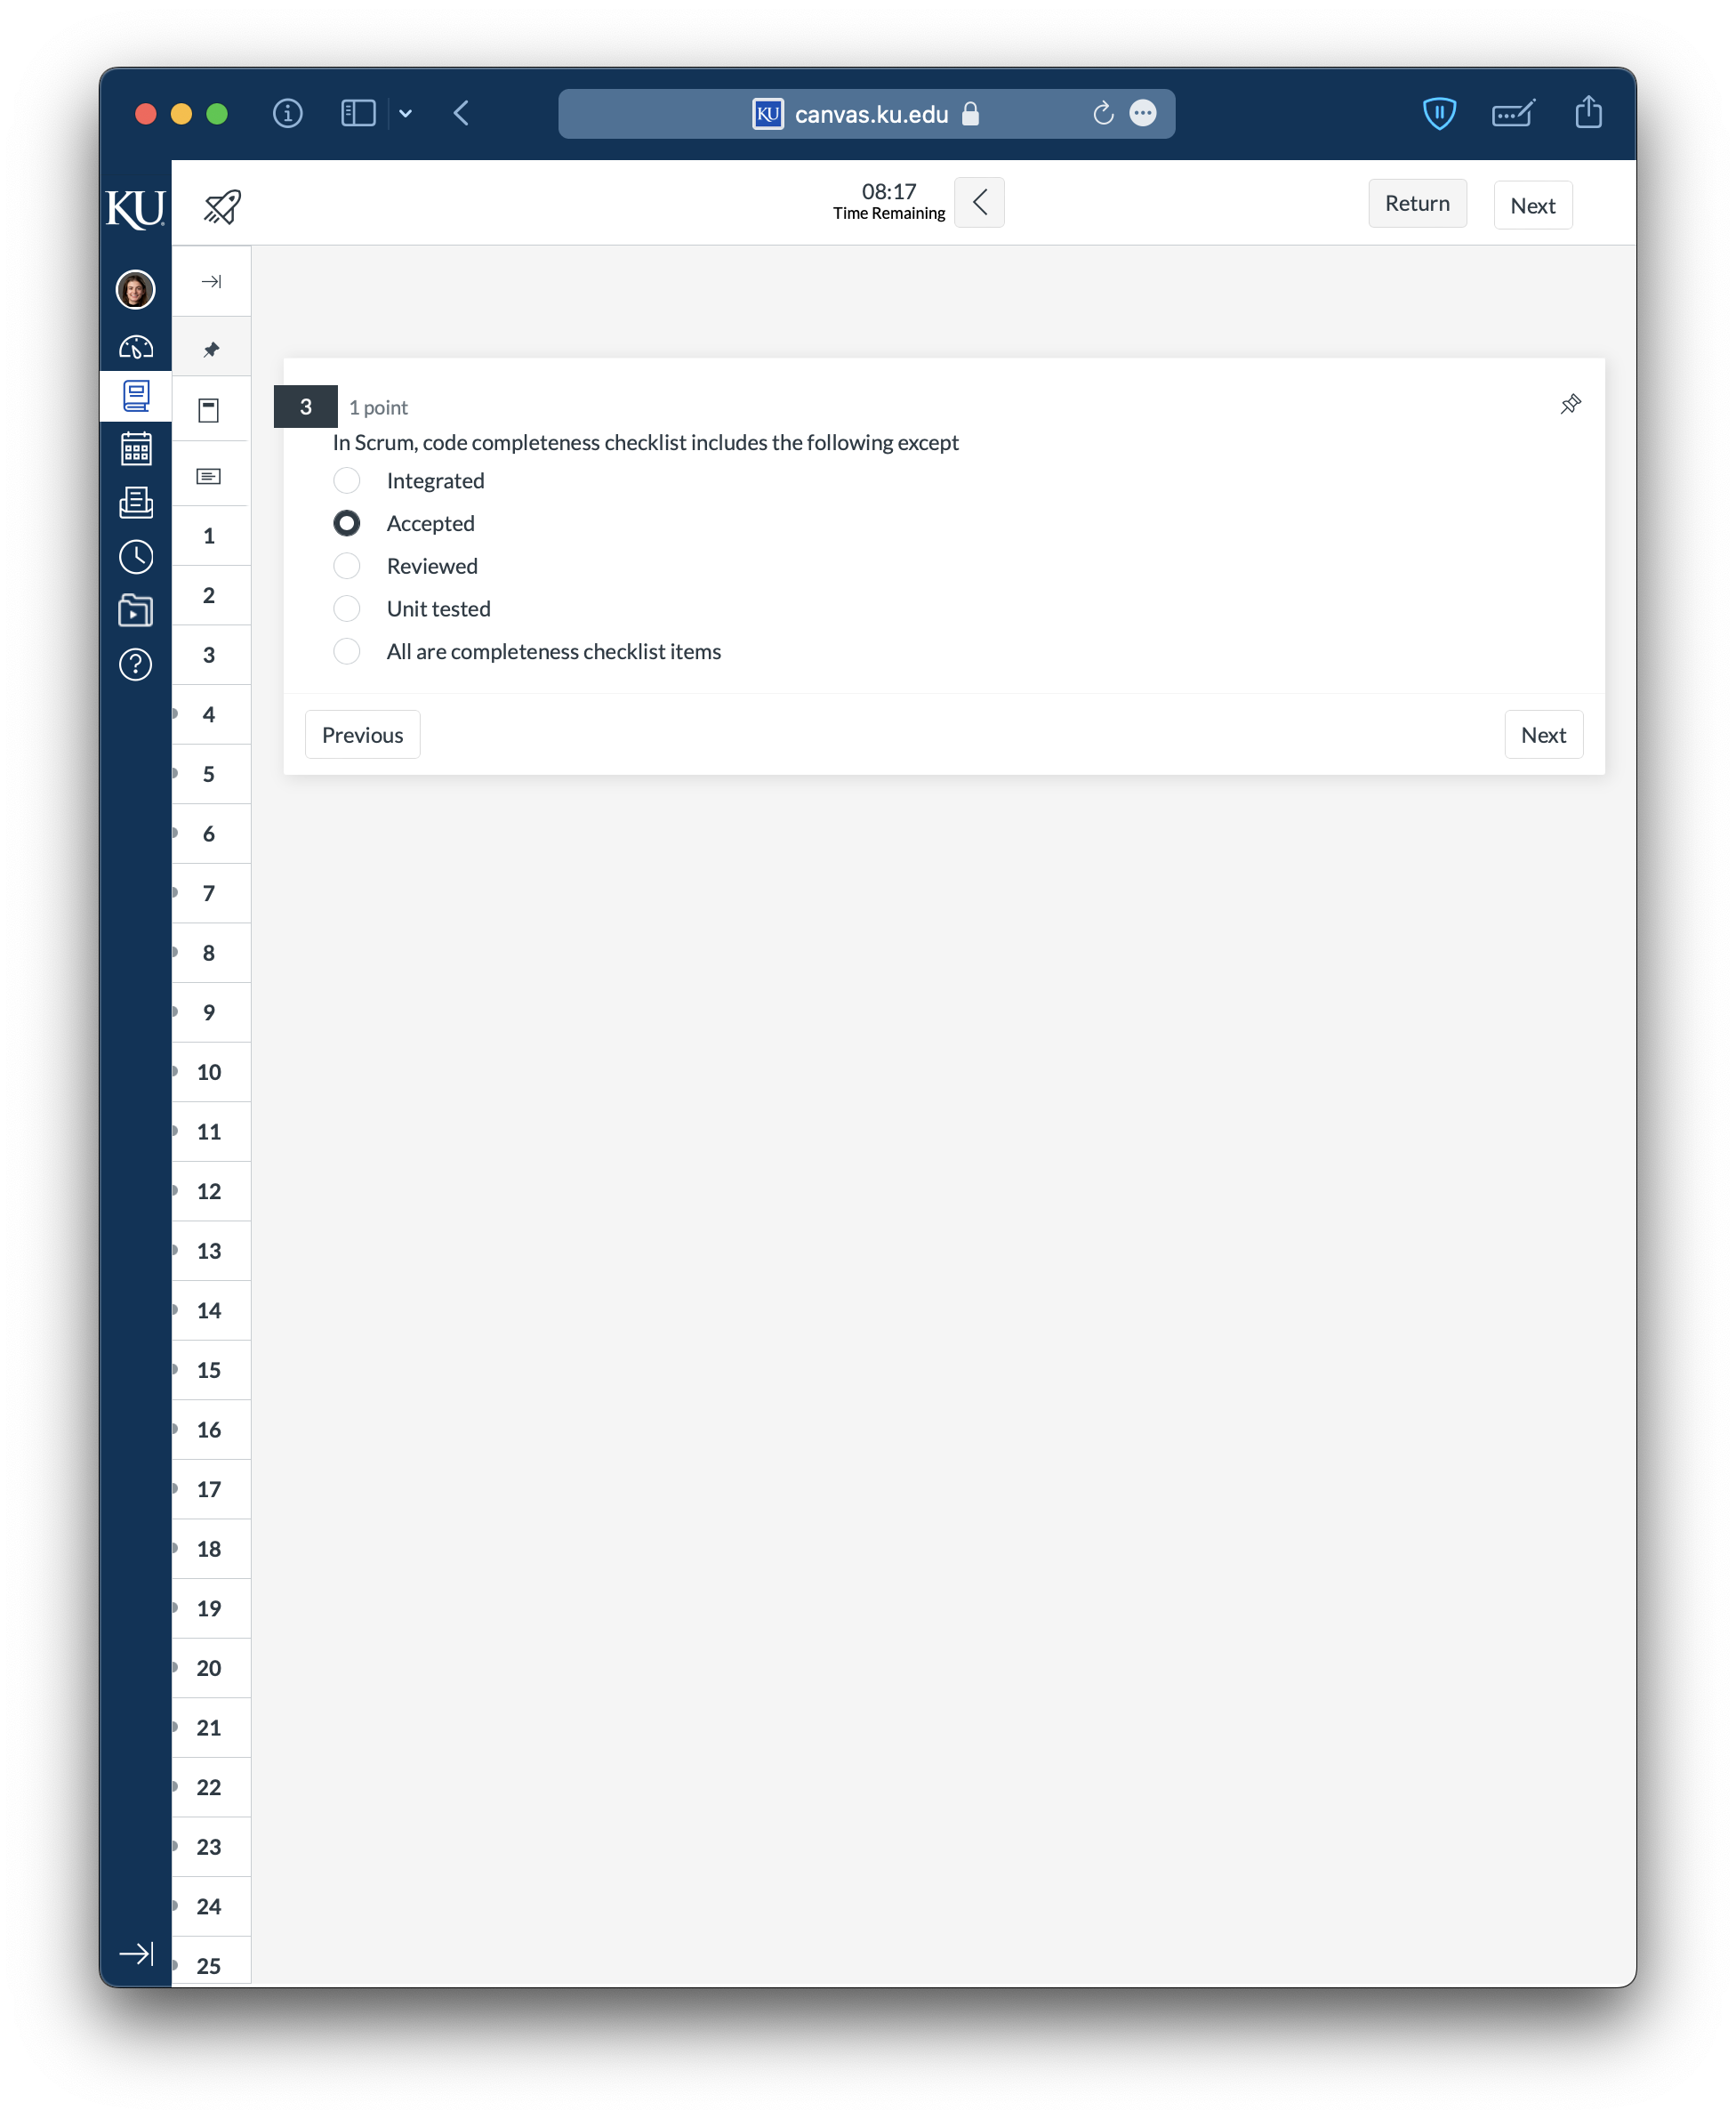 KU canvas.ku.edu
KU
08:17
Time Remaining
Return
Next
3
1 point
In Scrum, code completeness checklist includes the following except
Integrated
Accepted
Reviewed
Unit tested
All are completeness checklist items
Previous
Next
1
2
3
4
5
6
7
8
9
10
11
12
13
14
15
16
17
18
19
20
21
22
23
24
25